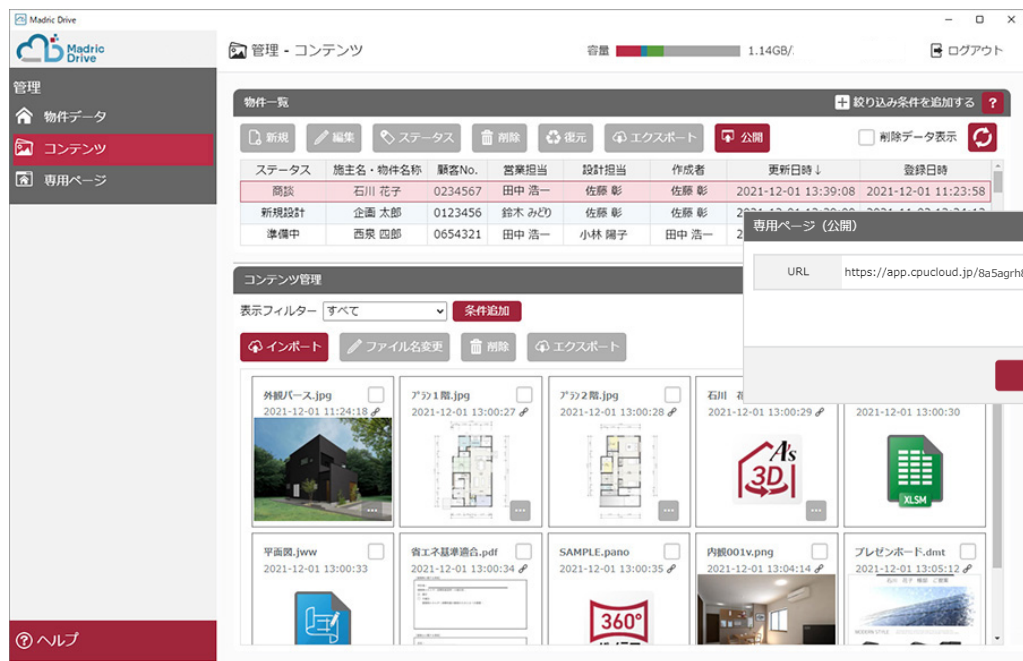 Madric Drive
Madric
Drive
管理 - コンテンツ
容量
1.14GB/
ログアウト
管理
物件データ
コンテンツ
専用ページ
ヘルプ
物件一覧
絞り込み条件を追加する ?
新規 編集 ステータス 削除 復元 エクスポート 公開 削除データ表示
ステータス 施主名・物件名称 顧客No. 営業担当 設計担当 作成者 更新日時↓ 登録日時
商談 石川 花子 0234567 田中 浩一 佐藤 彰 佐藤 彰 2021-12-01 13:39:08 2021-12-01 11:23:58
新規設計 企画 太郎 0123456 鈴木 みどり 佐藤 彰 佐藤 彰
準備中 西泉 四郎 0654321 田中 浩一 小林 陽子 田中 浩一 2
専用ページ（公開）
URL https://app.cpucloud.jp/8a5agrh
コンテンツ管理
表示フィルター すべて 条件追加
インポート ファイル名変更 削除 エクスポート
外観パース.jpg
2021-12-01 11:24:18
ﾌﾟﾗﾝ1階.jpg
2021-12-01 13:00:27
ﾌﾟﾗﾝ2階.jpg
2021-12-01 13:00:28
石川
2021-12-01 13:00:29
A's
3D
2021-12-01 13:00:30
XLSM
平面図.jww
2021-12-01 13:00:33
省エネ基準適合.pdf
2021-12-01 13:00:34
SAMPLE.pano
2021-12-01 13:00:35
360°
内観001v.png
2021-12-01 13:04:14
プレゼンボード.dmt
2021-12-01 13:05:12
MODERN STYLE